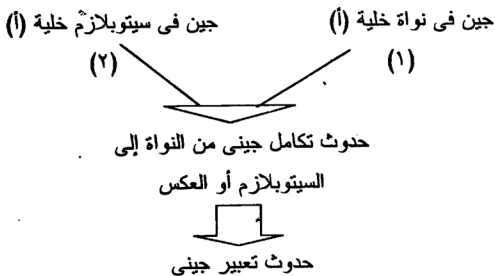 جين فى نواة خلية (أ)
جين فى سيتوبلازم خلية (أ)
(١)
(٢)
حدوث تكامل جينى من النواة إلى
السيتوبلازم أو العكس
حدوث تعبير جينى